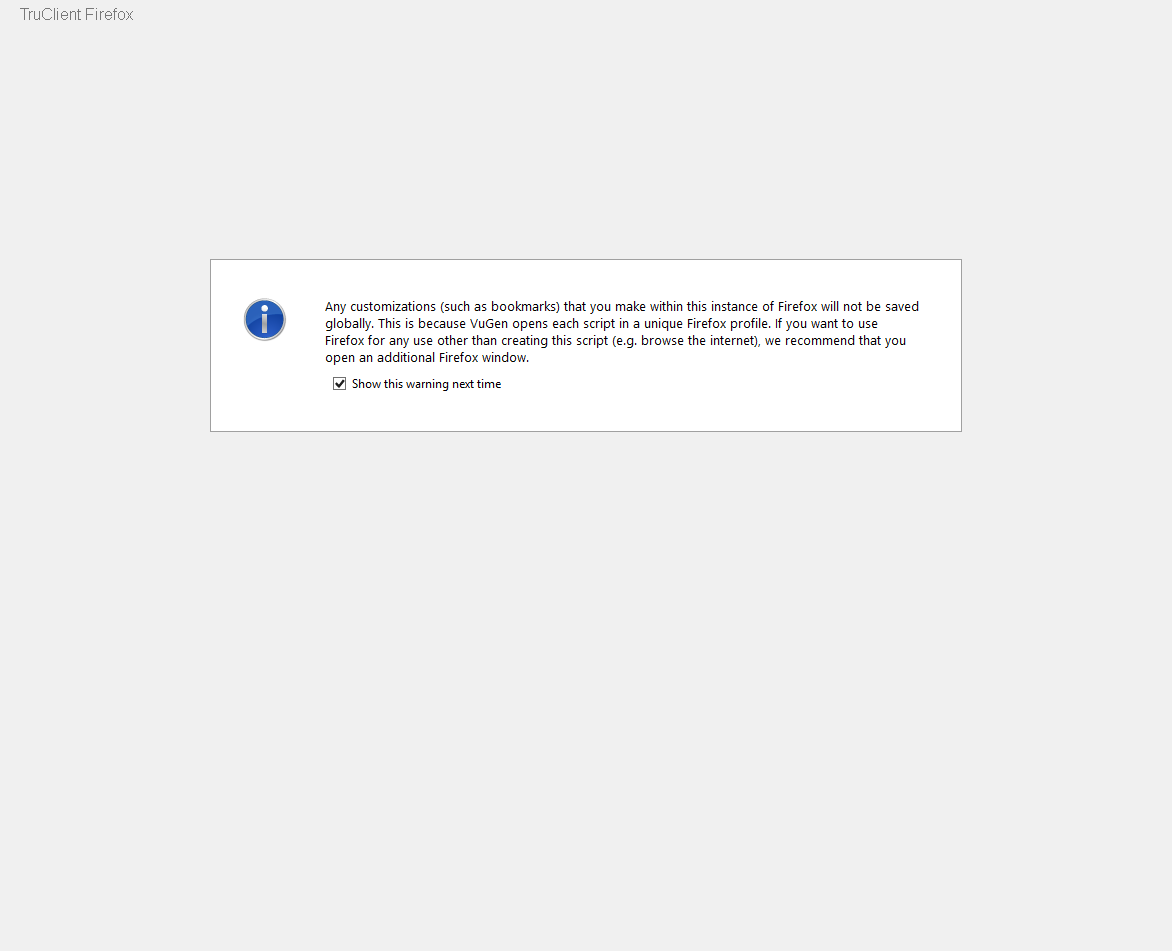 TruClient Firefox
Any customizations (such as bookmarks) that you make within this instance of Firefox will not be saved
globally. This is because VuGen opens each script in a unique Firefox profile. If you want to use
Firefox for any use other than creating this script (e.g. browse the internet), we recommend that you
open an additional Firefox window.
Show this warning next time